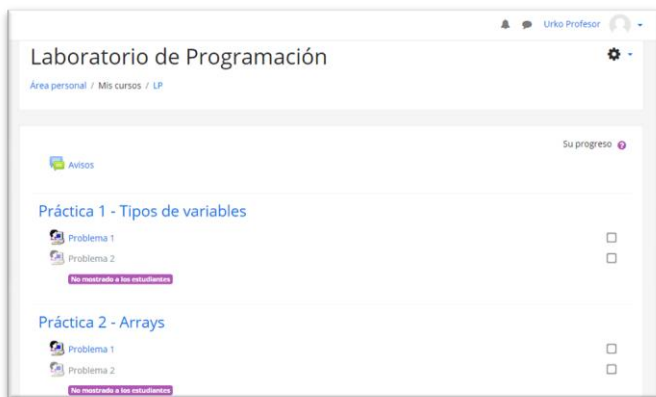 Urko Profesor
Laboratorio de Programación
Área personal / Mis cursos / LP
Su progreso
Avisos
Práctica 1 - Tipos de variables
Problema 1
Problema 2
No mostrado a los estudiantes
Práctica 2 - Arrays
Problema 1
Problema 2
No mostrado a los estudiantes